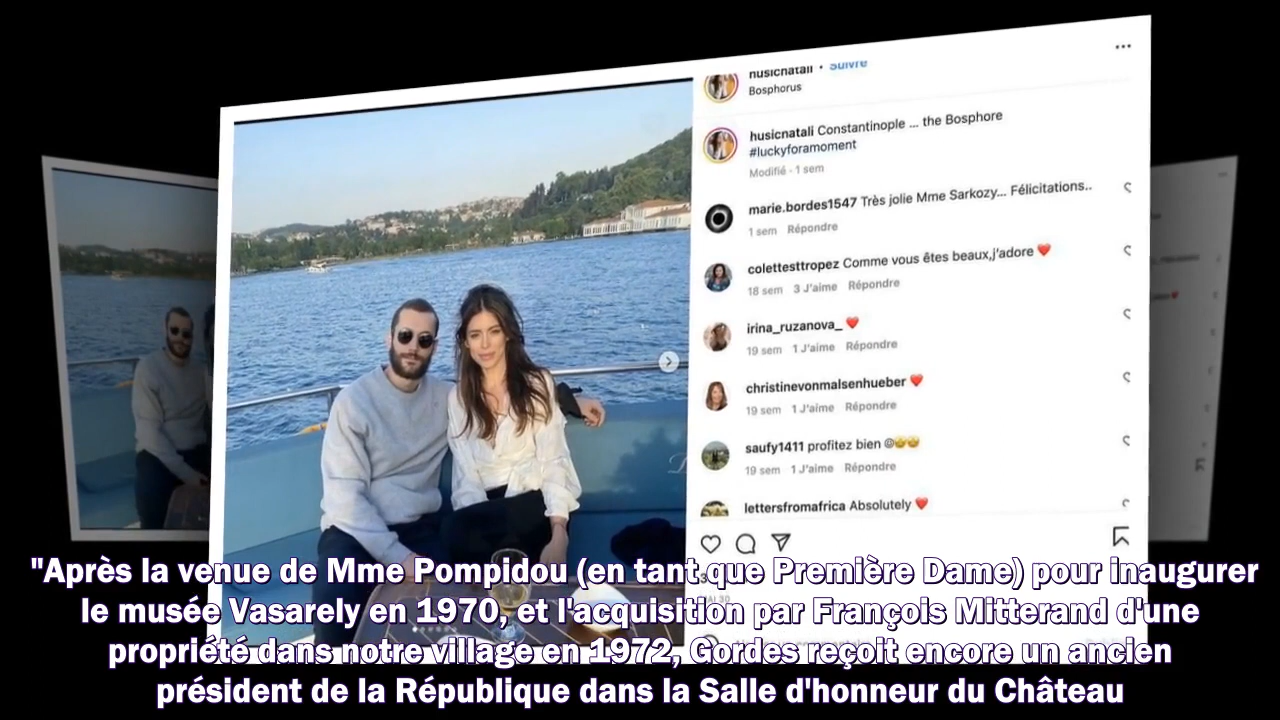 husicnatali • Suivre
Bosphorus
husicnatali Constantinople ... the Bosphore
#luckyforamoment
Modifié · 1 sem
marie.bordes1547 Très jolie Mme Sarkozy... Félicitations..
1 sem Répondre
colettesttropez Comme vous êtes beaux,j'adore ❤️
18 sem 3 J'aime Répondre
irina_ruzanova_ ❤️
19 sem 1 J'aime Répondre
christinevonmalsenhueber ❤️
19 sem 1 J'aime Répondre
saufy1411 profitez bien ☺🤩🤩
19 sem 1 J'aime Répondre
lettersfromafrica Absolutely ❤️
"Après la venue de Mme Pompidou (en tant que Première Dame) pour inaugurer
le musée Vasarely en 1970, et l'acquisition par François Mitterand d'une
propriété dans notre village en 1972, Gordes reçoit encore un ancien
président de la République dans la Salle d'honneur du Château